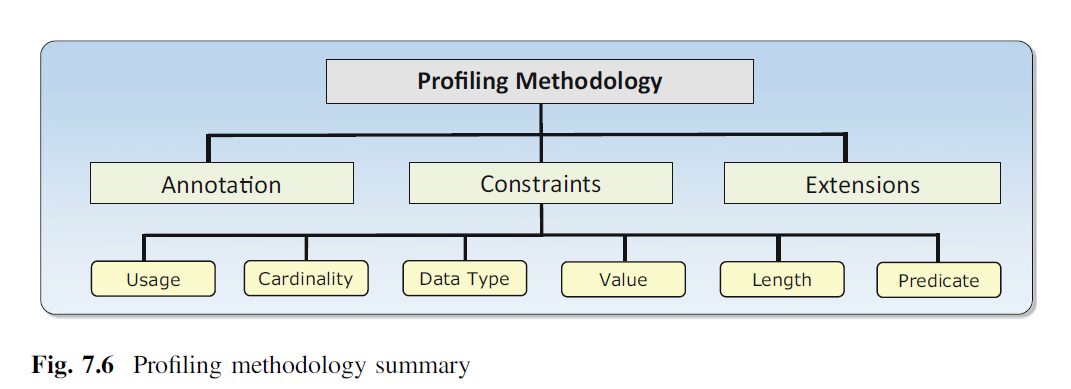 Profiling Methodology
Annotation Constraints Extensions
Usage Cardinality Data Type Value Length Predicate
Fig. 7.6 Profiling methodology summary